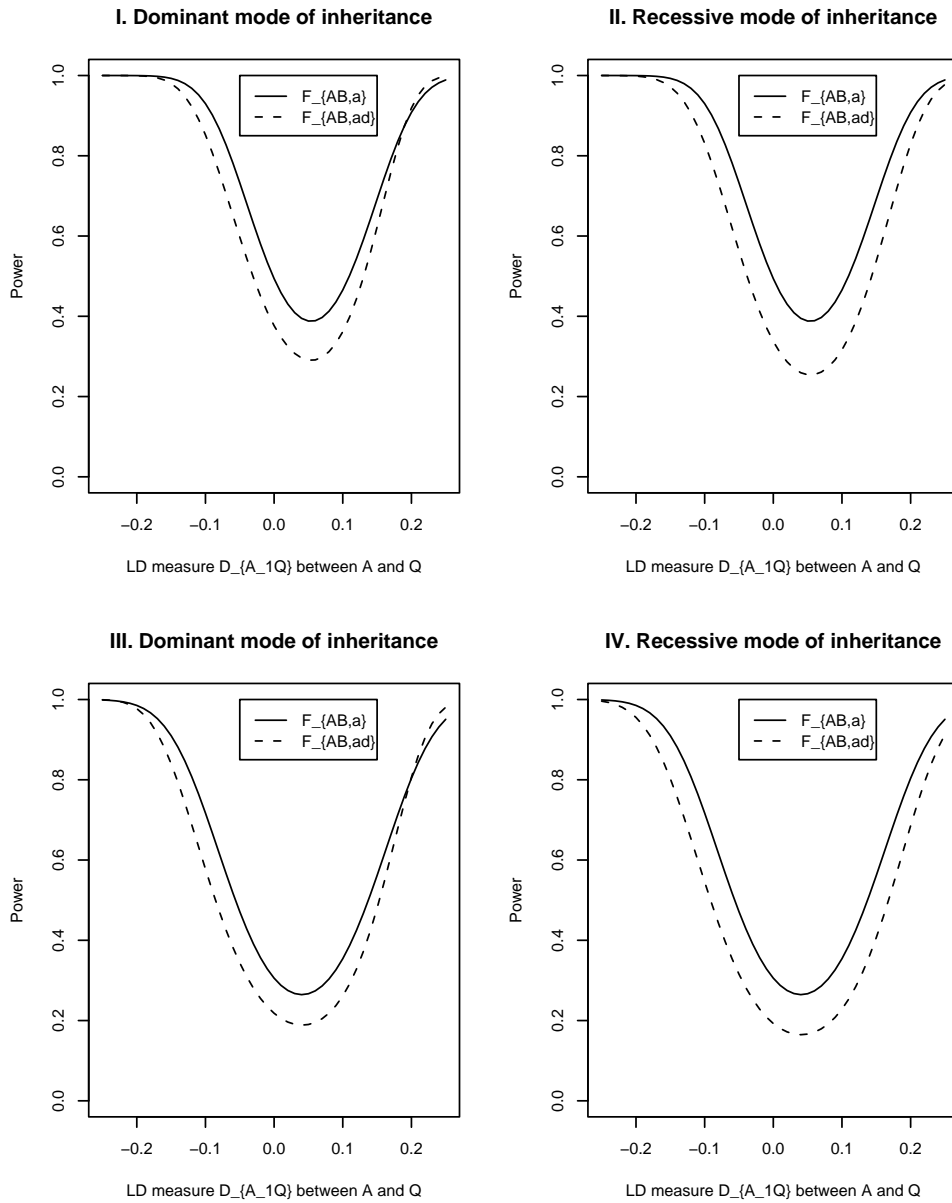 I. Dominant mode of inheritance
F_{AB,a}
F_{AB,ad}
Power
0.0 0.2 0.4 0.6 0.8 1.0
−0.2 −0.1 0.0 0.1 0.2
LD measure D_{A_1Q} between A and Q
II. Recessive mode of inheritance
F_{AB,a}
F_{AB,ad}
Power
0.0 0.2 0.4 0.6 0.8 1.0
−0.2 −0.1 0.0 0.1 0.2
LD measure D_{A_1Q} between A and Q
III. Dominant mode of inheritance
F_{AB,a}
F_{AB,ad}
Power
0.0 0.2 0.4 0.6 0.8 1.0
−0.2 −0.1 0.0 0.1 0.2
LD measure D_{A_1Q} between A and Q
IV. Recessive mode of inheritance
F_{AB,a}
F_{AB,ad}
Power
0.0 0.2 0.4 0.6 0.8 1.0
−0.2 −0.1 0.0 0.1 0.2
LD measure D_{A_1Q} between A and Q